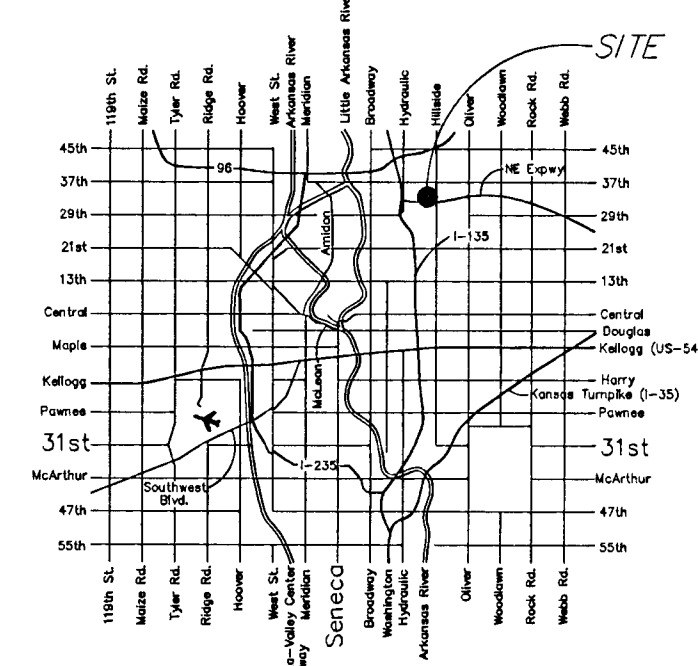 SITE
119th St.
Maize Rd.
Tyler Rd.
Ridge Rd.
Hoover
West St.
Arkansas River
Meridian
Little Arkansas River
Broadway
Hydraulic
Hillside
Oliver
Woodlawn
Rock Rd.
Webb Rd.
45th
45th
96
NE Expwy
37th
37th
29th
29th
Amidon
I-135
21st
21st
13th
13th
Central
Central
Douglas
Maple
Kellogg (US-54
McLean
Kellogg
Harry
Kansas Turnpike (I-35)
Pawnee
Pawnee
31st
31st
I-235
McArthur
McArthur
Southwest
Blvd.
47th
47th
55th
55th
119th St.
Maize Rd.
Tyler Rd.
Ridge Rd.
Hoover
West St.
a-Valley Center
way
Meridian
Seneca
Broadway
Washington
Hydraulic
Arkansas River
Oliver
Woodlawn
Rock Rd.
Webb Rd.